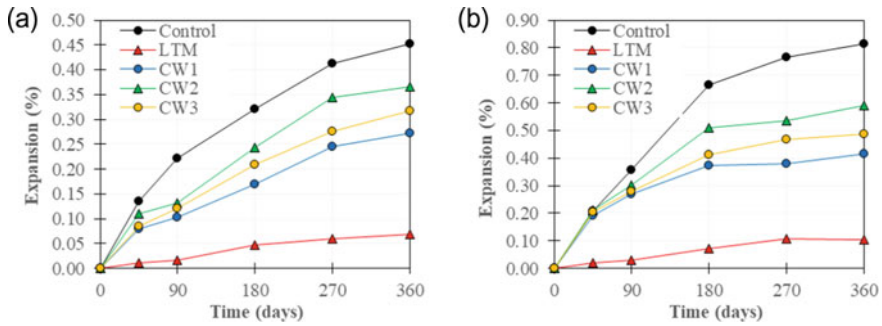 (a)
0.50
0.45
0.40
0.35
0.30
0.25
0.20
0.15
0.10
0.05
0.00
Expansion (%)
Control
LTM
CW1
CW2
CW3
0 90 180 270 360
Time (days)
(b)
0.90
0.80
0.70
0.60
0.50
0.40
0.30
0.20
0.10
0.00
Expansion (%)
Control
LTM
CW1
CW2
CW3
0 90 180 270 360
Time (days)